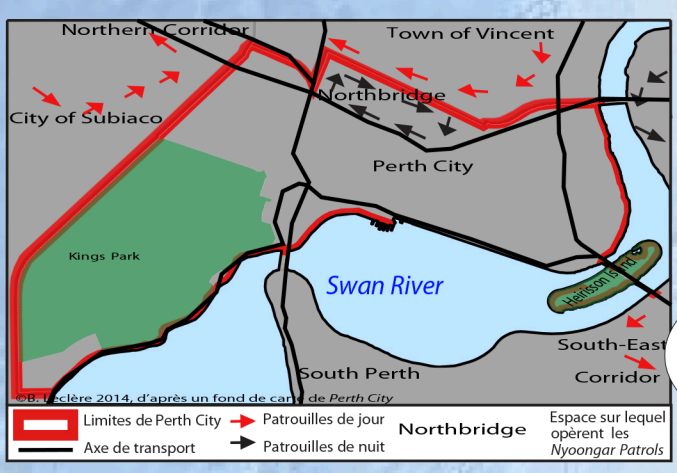 Northern Corridor
Town of Vincent
Northbridge
City of Subiaco
Perth City
Kings Park
Heirisson Island
Swan River
South-East
Corridor
South Perth
©B. Leclère 2014, d'après un fond de carte de Perth City
Limites de Perth City
Patrouilles de jour
Northbridge
Espace sur lequel
opèrent les
Nyoongar Patrols
Axe de transport
Patrouilles de nuit